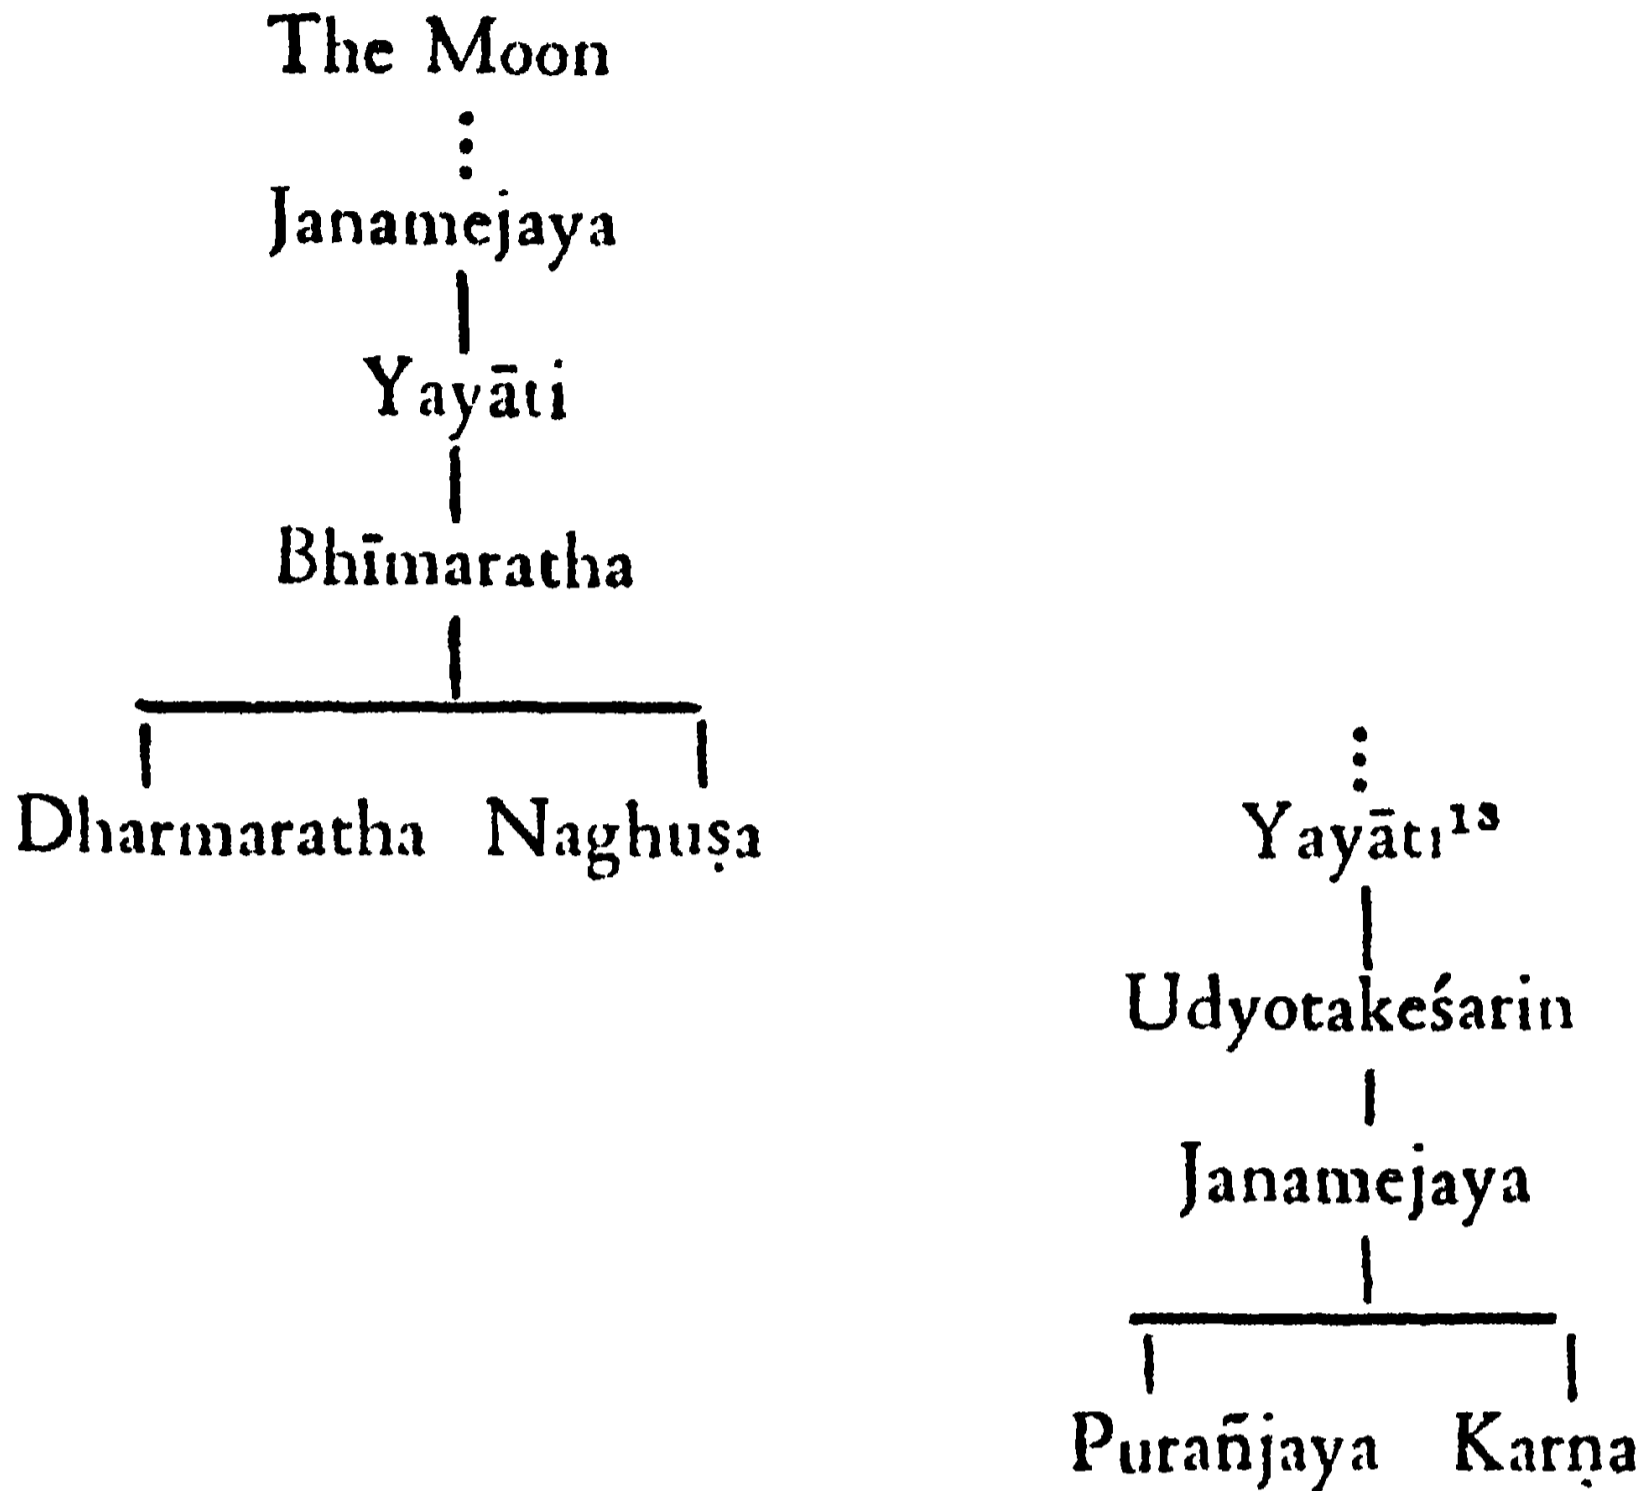 The Moon
Janamejaya
Yayāti
Bhīmaratha
Dharmaratha Naghuṣa
Yayāti¹³
Udyotakeśarin
Janamejaya
Purañjaya Karṇa